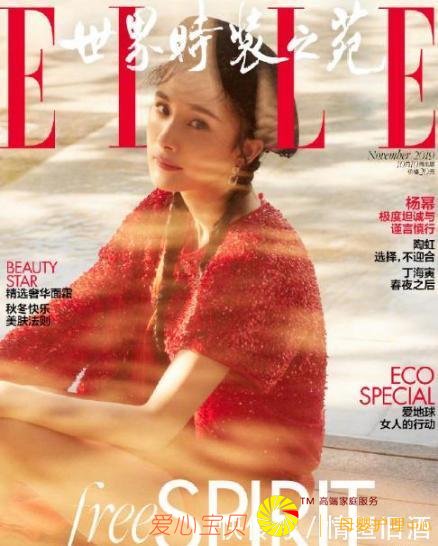 ELLE
世界時裝之苑
November 2019
杨幂
极度坦诚与
谨言慎行
陶虹
选择,不迎合
丁海寅
春夜之后
BEAUTY
STAR
精选奢华面霜
秋冬快乐
美肤法则
ECO
SPECIAL
爱地球
女人的行动
free SPIRIT
TM 高端家庭服务
爱心宝贝